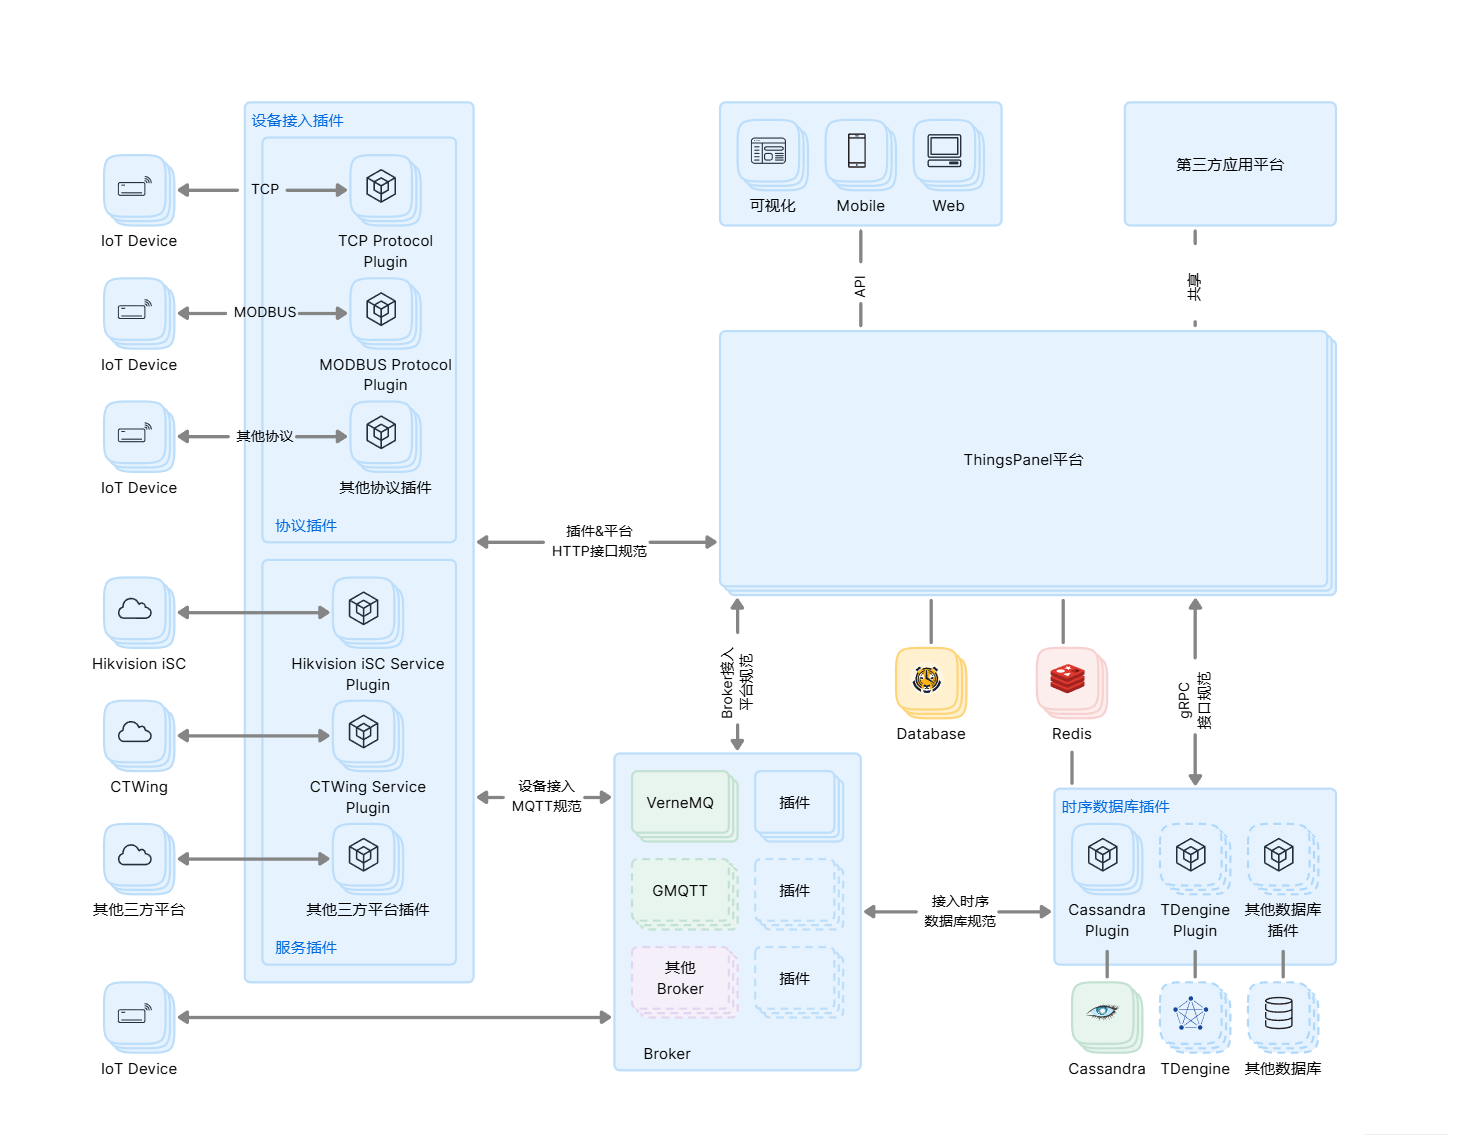 设备接入插件
IoT Device
TCP
TCP Protocol
Plugin
IoT Device
MODBUS
MODBUS Protocol
Plugin
IoT Device
其他协议
其他协议插件
协议插件
Hikvision iSC
Hikvision iSC Service
Plugin
CTWing
CTWing Service
Plugin
其他三方平台
其他三方平台插件
服务插件
IoT Device
可视化
Mobile
Web
第三方应用平台
API
共享
ThingsPanel平台
插件&平台
HTTP接口规范
Broker接入
平台规范
Database
Redis
gRPC
接口规范
设备接入
MQTT规范
VerneMQ
插件
GMQTT
插件
其他
Broker
插件
Broker
接入时序
数据库规范
时序数据库插件
Cassandra
Plugin
TDengine
Plugin
其他数据库
插件
Cassandra
TDengine
其他数据库